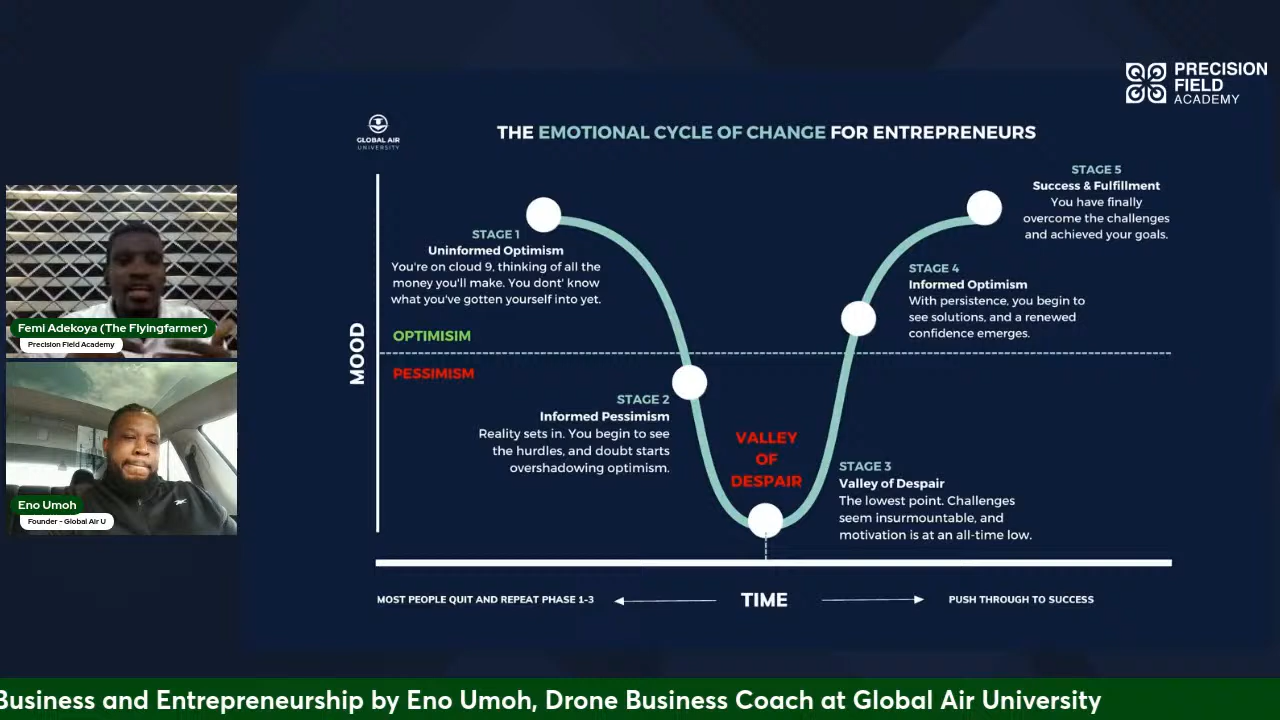 PRECISION
FIELD
ACADEMY
GLOBAL AIR
UNIVERSITY
THE EMOTIONAL CYCLE OF CHANGE FOR ENTREPRENEURS
STAGE 1
Uninformed Optimism
You're on cloud 9, thinking of all the
money you'll make. You dont' know
what you've gotten yourself into yet.
STAGE 5
Success & Fulfillment
You have finally
overcome the challenges
and achieved your goals.
STAGE 4
Informed Optimism
With persistence, you begin to
see solutions, and a renewed
confidence emerges.
MOOD
OPTIMISIM
PESSIMISM
STAGE 2
Informed Pessimism
Reality sets in. You begin to see
the hurdles, and doubt starts
overshadowing optimism.
VALLEY
OF
DESPAIR
STAGE 3
Valley of Despair
The lowest point. Challenges
seem insurmountable, and
motivation is at an all-time low.
MOST PEOPLE QUIT AND REPEAT PHASE 1-3
TIME
PUSH THROUGH TO SUCCESS
Femi Adekoya (The Flyingfarmer)
Precision Field Academy
Eno Umoh
Founder - Global Air U
Business and Entrepreneurship by Eno Umoh, Drone Business Coach at Global Air University